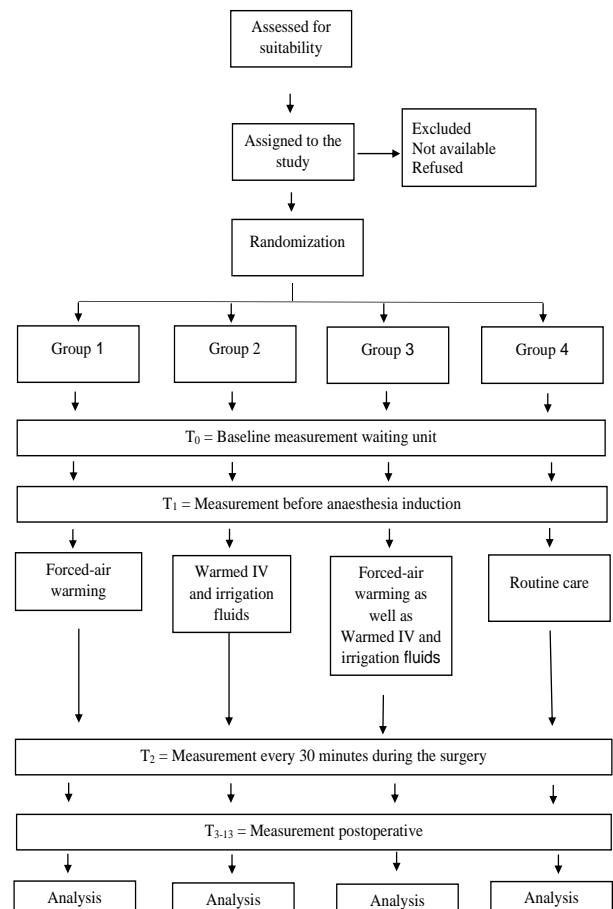 Assessed for
suitability
Assigned to the
study
Excluded
Not available
Refused
Randomization
Group 1
Group 2
Group 3
Group 4
T₀ = Baseline measurement waiting unit
T₁ = Measurement before anaesthesia induction
Forced-air
warming
Warmed IV
and irrigation
fluids
Forced-air
warming as
well as
Warmed IV and
irrigation fluids
Routine care
T₂ = Measurement every 30 minutes during the surgery
T₃₋₁₃ = Measurement postoperative
Analysis
Analysis
Analysis
Analysis